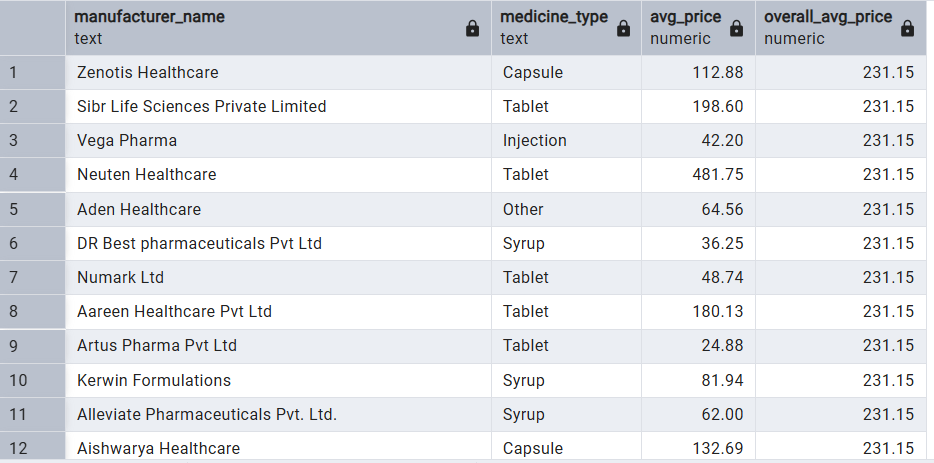 manufacturer_name medicine_type avg_price overall_avg_price
text text numeric numeric
1 Zenotis Healthcare Capsule 112.88 231.15
2 Sibr Life Sciences Private Limited Tablet 198.60 231.15
3 Vega Pharma Injection 42.20 231.15
4 Neuten Healthcare Tablet 481.75 231.15
5 Aden Healthcare Other 64.56 231.15
6 DR Best pharmaceuticals Pvt Ltd Syrup 36.25 231.15
7 Numark Ltd Tablet 48.74 231.15
8 Aareen Healthcare Pvt Ltd Tablet 180.13 231.15
9 Artus Pharma Pvt Ltd Tablet 24.88 231.15
10 Kerwin Formulations Syrup 81.94 231.15
11 Alleviate Pharmaceuticals Pvt. Ltd. Syrup 62.00 231.15
12 Aishwarya Healthcare Capsule 132.69 231.15